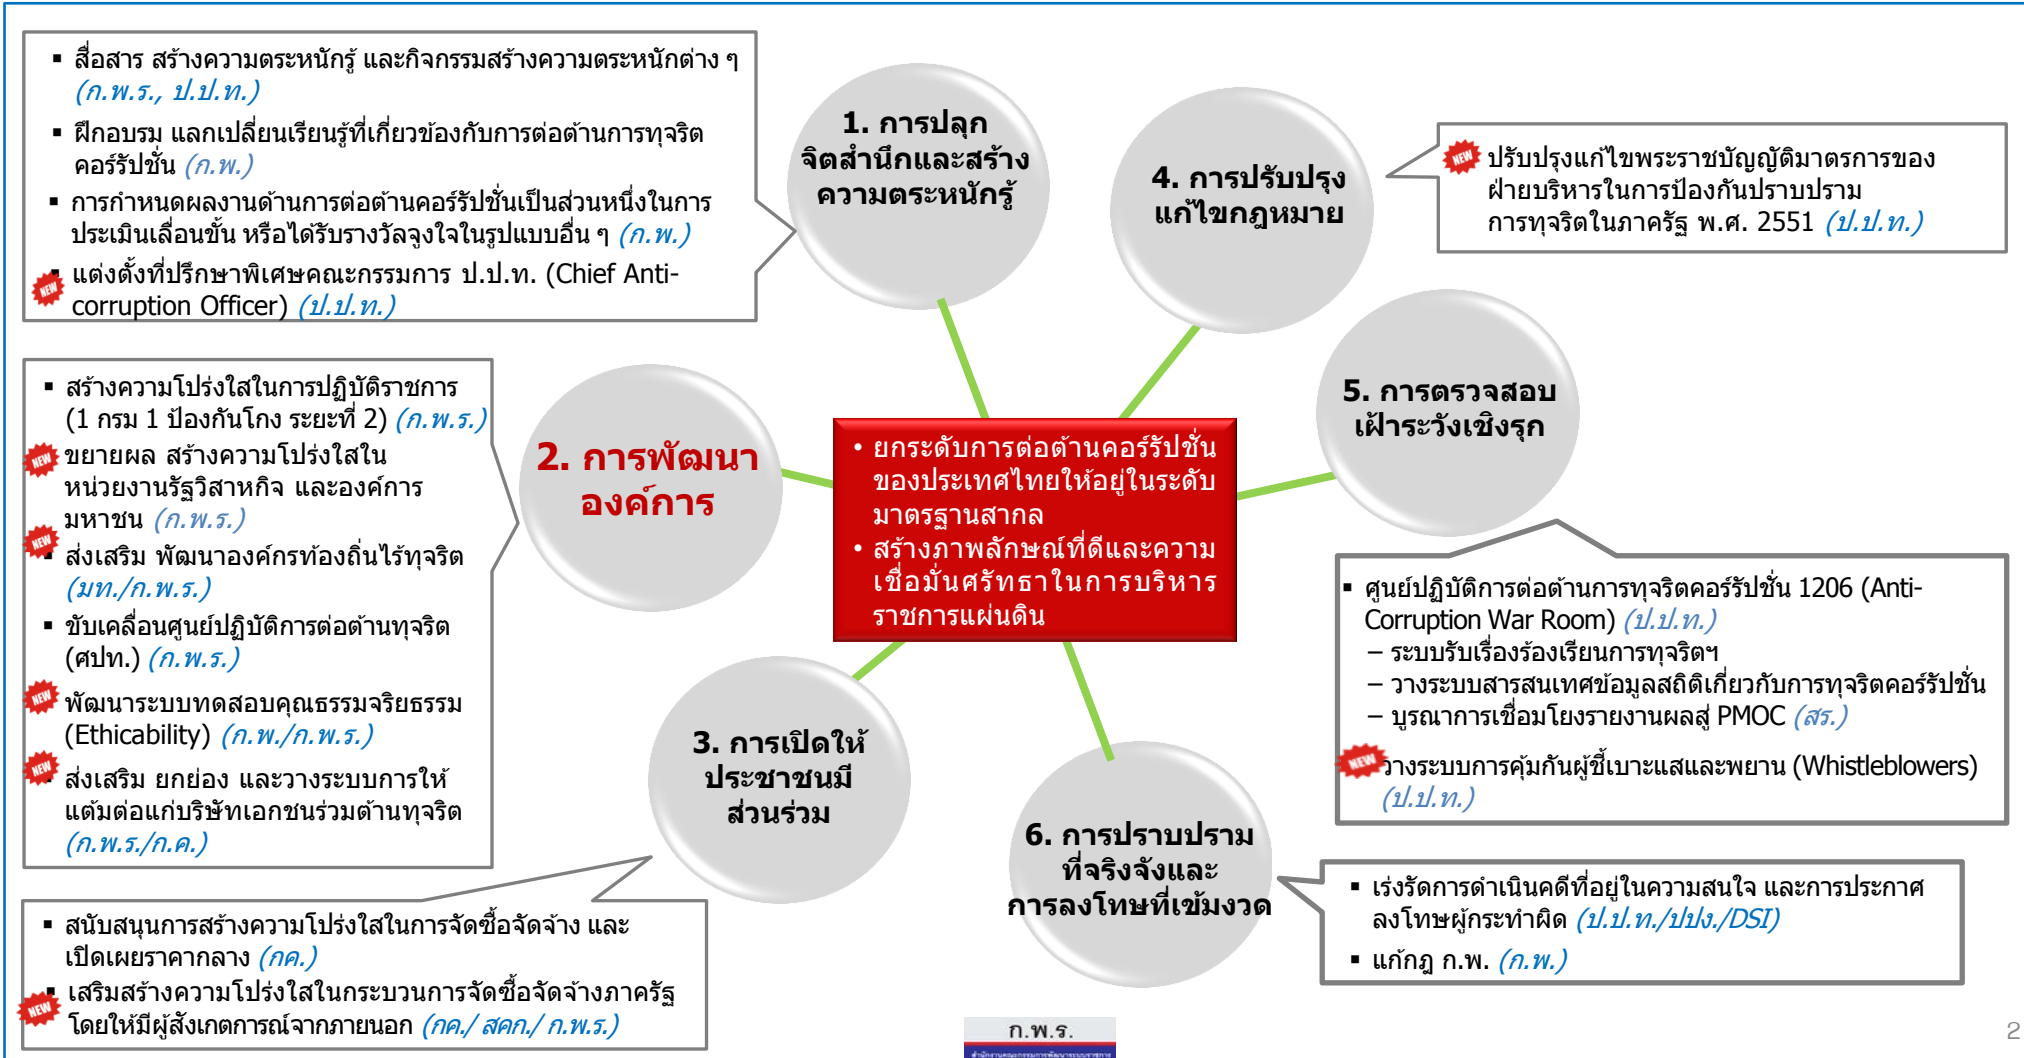 ▪ สื่อสาร สร้างความตระหนักรู้ และกิจกรรมสร้างความตระหนักต่าง ๆ
(ก.พ.ร., ป.ป.ท.)
▪ ฝึกอบรม แลกเปลี่ยนเรียนรู้ที่เกี่ยวข้องกับการต่อต้านการทุจริต
คอร์รัปชั่น (ก.พ.)
▪ การกำหนดผลงานด้านการต่อต้านคอร์รัปชั่นเป็นส่วนหนึ่งในการ
ประเมินเลื่อนขั้น หรือได้รับรางวัลจูงใจในรูปแบบอื่น ๆ (ก.พ.)
NEW แต่งตั้งที่ปรึกษาพิเศษคณะกรรมการ ป.ป.ท. (Chief Anti-
corruption Officer) (ป.ป.ท.)
1. การปลุก
จิตสำนึกและสร้าง
ความตระหนักรู้
4. การปรับปรุง
แก้ไขกฎหมาย
NEW ปรับปรุงแก้ไขพระราชบัญญัติมาตรการของ
ฝ่ายบริหารในการป้องกันปราบปราม
การทุจริตในภาครัฐ พ.ศ. 2551 (ป.ป.ท.)
▪ สร้างความโปร่งใสในการปฏิบัติราชการ
(1 กรม 1 ป้องกันโกง ระยะที่ 2) (ก.พ.ร.)
NEW ขยายผล สร้างความโปร่งใสใน
หน่วยงานรัฐวิสาหกิจ และองค์การ
มหาชน (ก.พ.ร.)
NEW ▪ ส่งเสริม พัฒนาองค์กรท้องถิ่นไร้ทุจริต
(มท./ก.พ.ร.)
▪ ขับเคลื่อนศูนย์ปฏิบัติการต่อต้านทุจริต
(ศปท.) (ก.พ.ร.)
NEW พัฒนาระบบทดสอบคุณธรรมจริยธรรม
(Ethicability) (ก.พ./ก.พ.ร.)
NEW ส่งเสริม ยกย่อง และวางระบบการให้
แต้มต่อแก่บริษัทเอกชนร่วมต้านทุจริต
(ก.พ.ร./ก.ค.)
2. การพัฒนา
องค์การ
• ยกระดับการต่อต้านคอร์รัปชั่น
ของประเทศไทยให้อยู่ในระดับ
มาตรฐานสากล
• สร้างภาพลักษณ์ที่ดีและความ
เชื่อมั่นศรัทธาในการบริหาร
ราชการแผ่นดิน
5. การตรวจสอบ
เฝ้าระวังเชิงรุก
▪ ศูนย์ปฏิบัติการต่อต้านการทุจริตคอร์รัปชั่น 1206 (Anti-
Corruption War Room) (ป.ป.ท.)
– ระบบรับเรื่องร้องเรียนการทุจริตฯ
– วางระบบสารสนเทศข้อมูลสถิติเกี่ยวกับการทุจริตคอร์รัปชั่น
– บูรณาการเชื่อมโยงรายงานผลสู่ PMOC (สร.)
NEW วางระบบการคุ้มกันผู้ชี้เบาะแสและพยาน (Whistleblowers)
(ป.ป.ท.)
3. การเปิดให้
ประชาชนมี
ส่วนร่วม
6. การปราบปราม
ที่จริงจังและ
การลงโทษที่เข้มงวด
▪ สนับสนุนการสร้างความโปร่งใสในการจัดซื้อจัดจ้าง และ
เปิดเผยราคากลาง (กค.)
NEW ▪ เสริมสร้างความโปร่งใสในกระบวนการจัดซื้อจัดจ้างภาครัฐ
โดยให้มีผู้สังเกตการณ์จากภายนอก (กค./ สคก./ ก.พ.ร.)
▪ เร่งรัดการดำเนินคดีที่อยู่ในความสนใจ และการประกาศ
ลงโทษผู้กระทำผิด (ป.ป.ท./ปปง./DSI)
▪ แก้กฎ ก.พ. (ก.พ.)
ก.พ.ร.
สำนักงานคณะกรรมการพัฒนาระบบราชการ
2